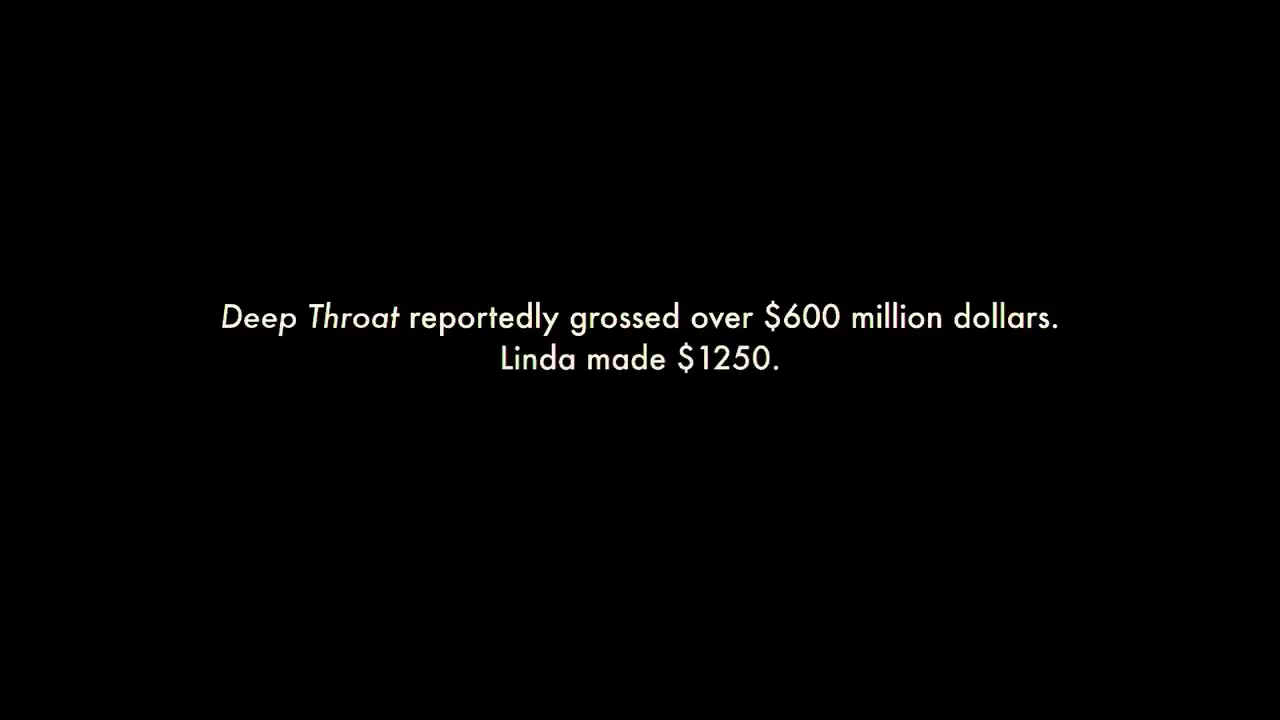 Deep Throat reportedly grossed over $600 million dollars.
Linda made $1250.